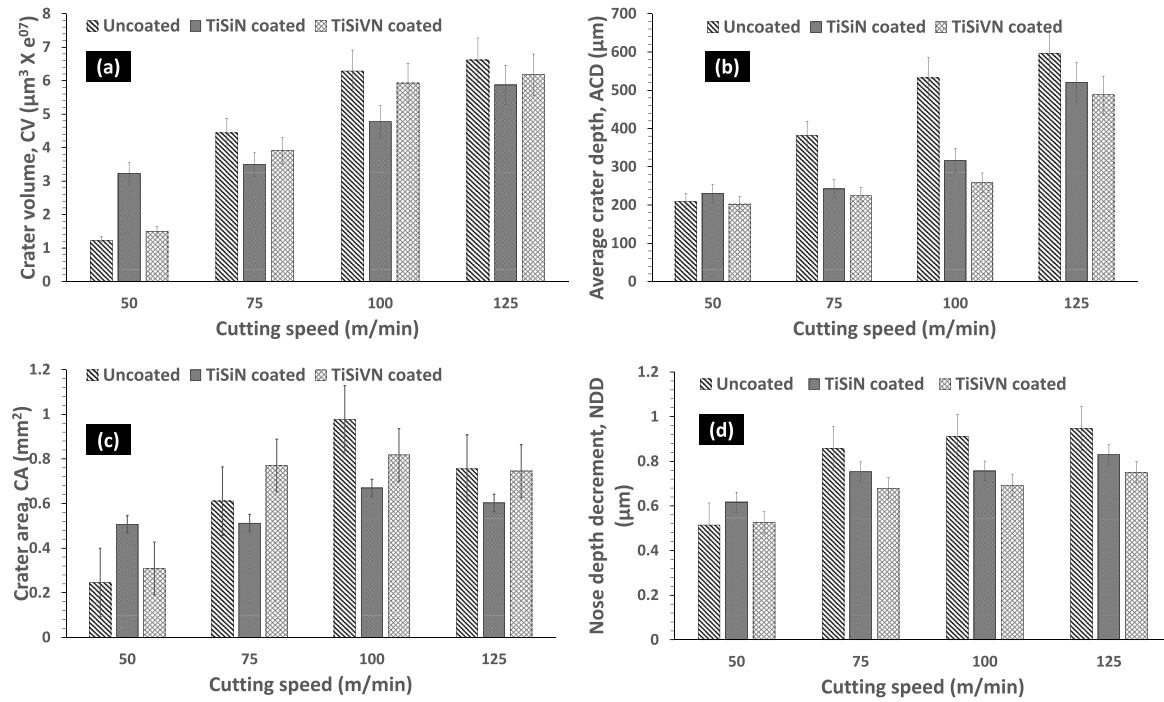 Crater volume, CV (µm³ X e⁰⁷)
8
7
6
5
4
3
2
1
0
Uncoated TiSiN coated TiSiVN coated
(a)
50 75 100 125
Cutting speed (m/min)
Average crater depth, ACD (µm)
700
600
500
400
300
200
100
0
Uncoated TiSiN coated TiSiVN coated
(b)
50 75 100 125
Cutting speed (m/min)
Crater area, CA (mm²)
1.2
1
0.8
0.6
0.4
0.2
0
Uncoated TiSiN coated TiSiVN coated
(c)
50 75 100 125
Cutting speed (m/min)
Nose depth decrement, NDD
(µm)
1.2
1
0.8
0.6
0.4
0.2
0
Uncoated TiSiN coated TiSiVN coated
(d)
50 75 100 125
Cutting speed (m/min)